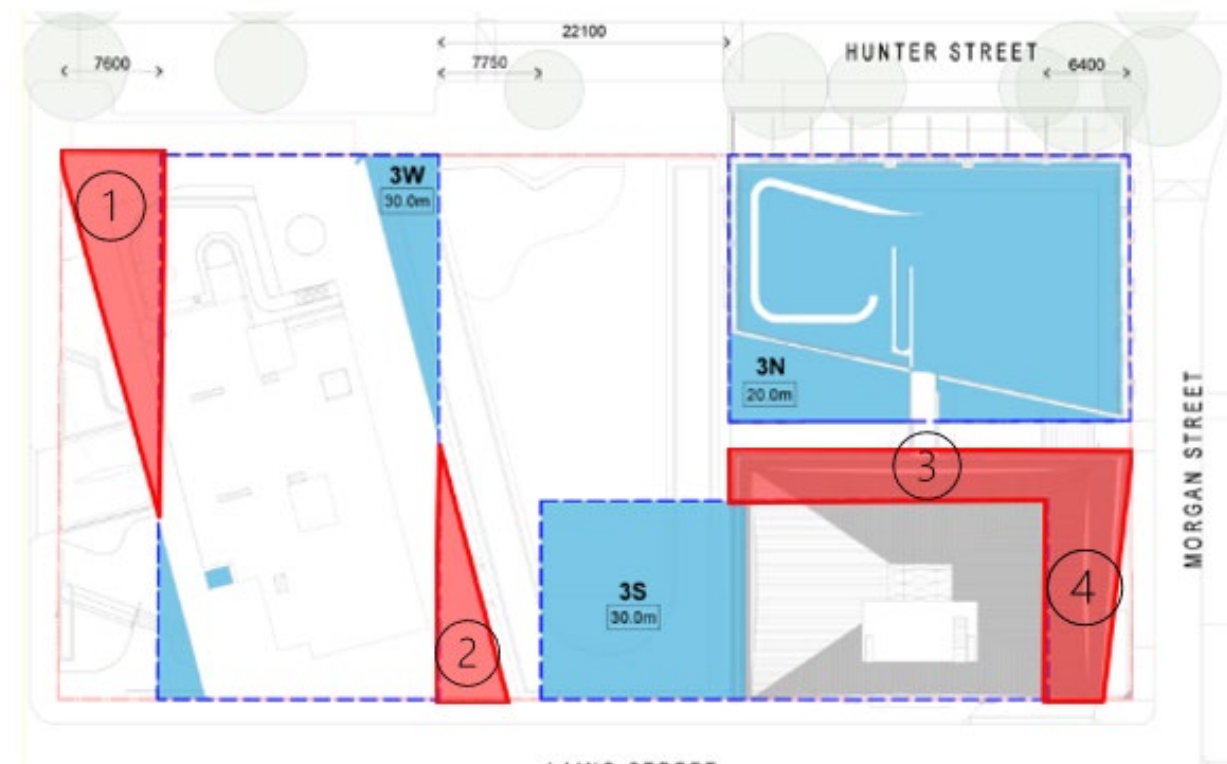 22100
7600
7750
HUNTER STREET
6400
1
3W
30.0m
3N
20.0m
3
MORGAN STREET
3S
30.0m
4
2